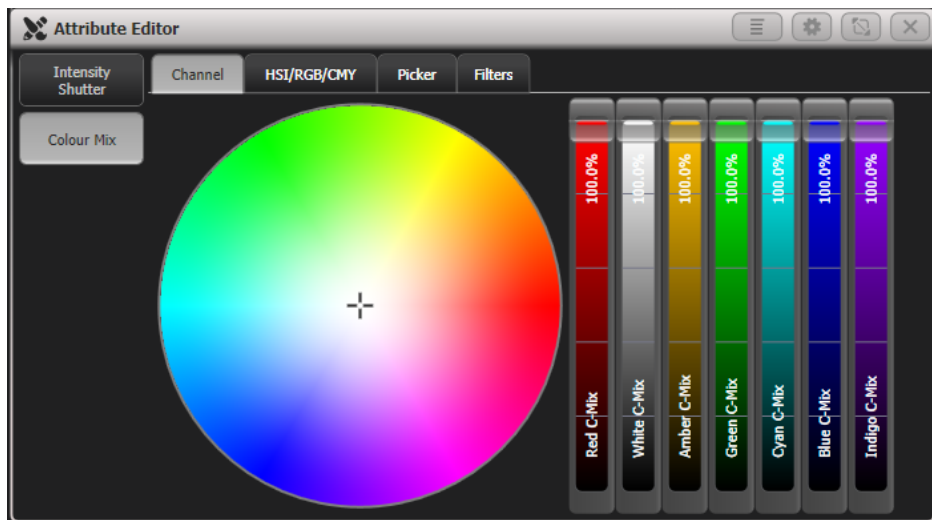 Attribute Editor
Intensity
Shutter
Colour Mix
Channel
HSI/RGB/CMY
Picker
Filters
100.0%
Red C-Mix
100.0%
White C-Mix
100.0%
Amber C-Mix
100.0%
Green C-Mix
100.0%
Cyan C-Mix
100.0%
Blue C-Mix
100.0%
Indigo C-Mix